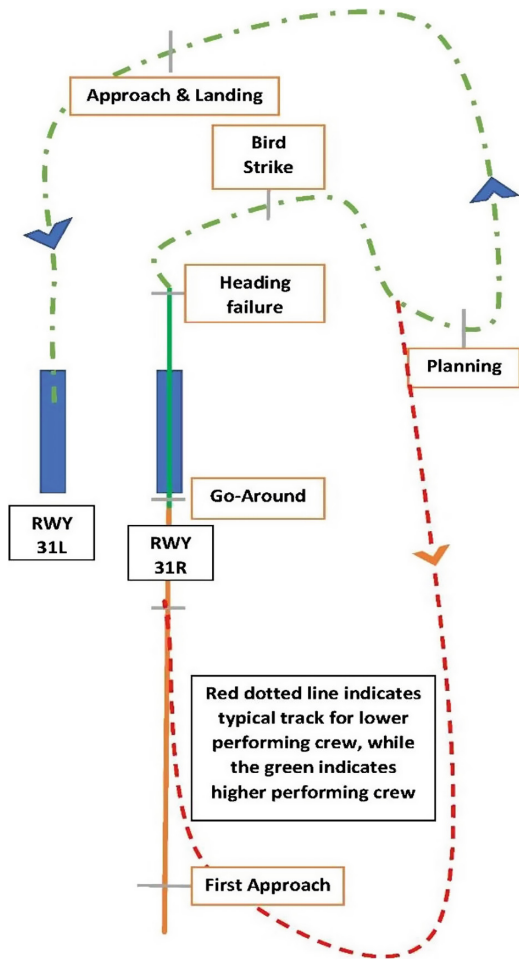 Approach & Landing
Bird
Strike
Heading
failure
Planning
Go-Around
RWY
31L
RWY
31R
Red dotted line indicates
typical track for lower
performing crew, while
the green indicates
higher performing crew
First Approach